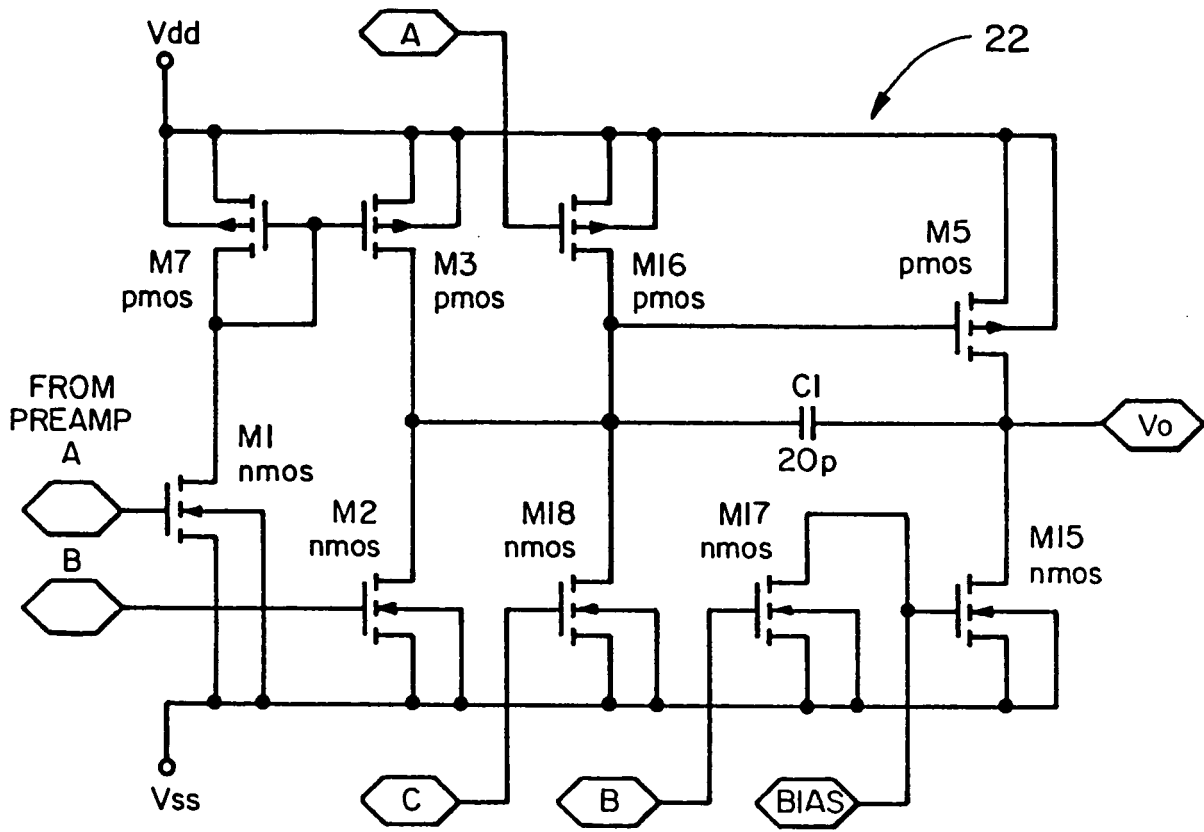 Vdd
A
22
M7
pmos
M3
pmos
M16
pmos
M5
pmos
FROM
PREAMP
A
M1
nmos
C1
20p
Vo
B
M2
nmos
M18
nmos
M17
nmos
M15
nmos
Vss
C
B
BIAS